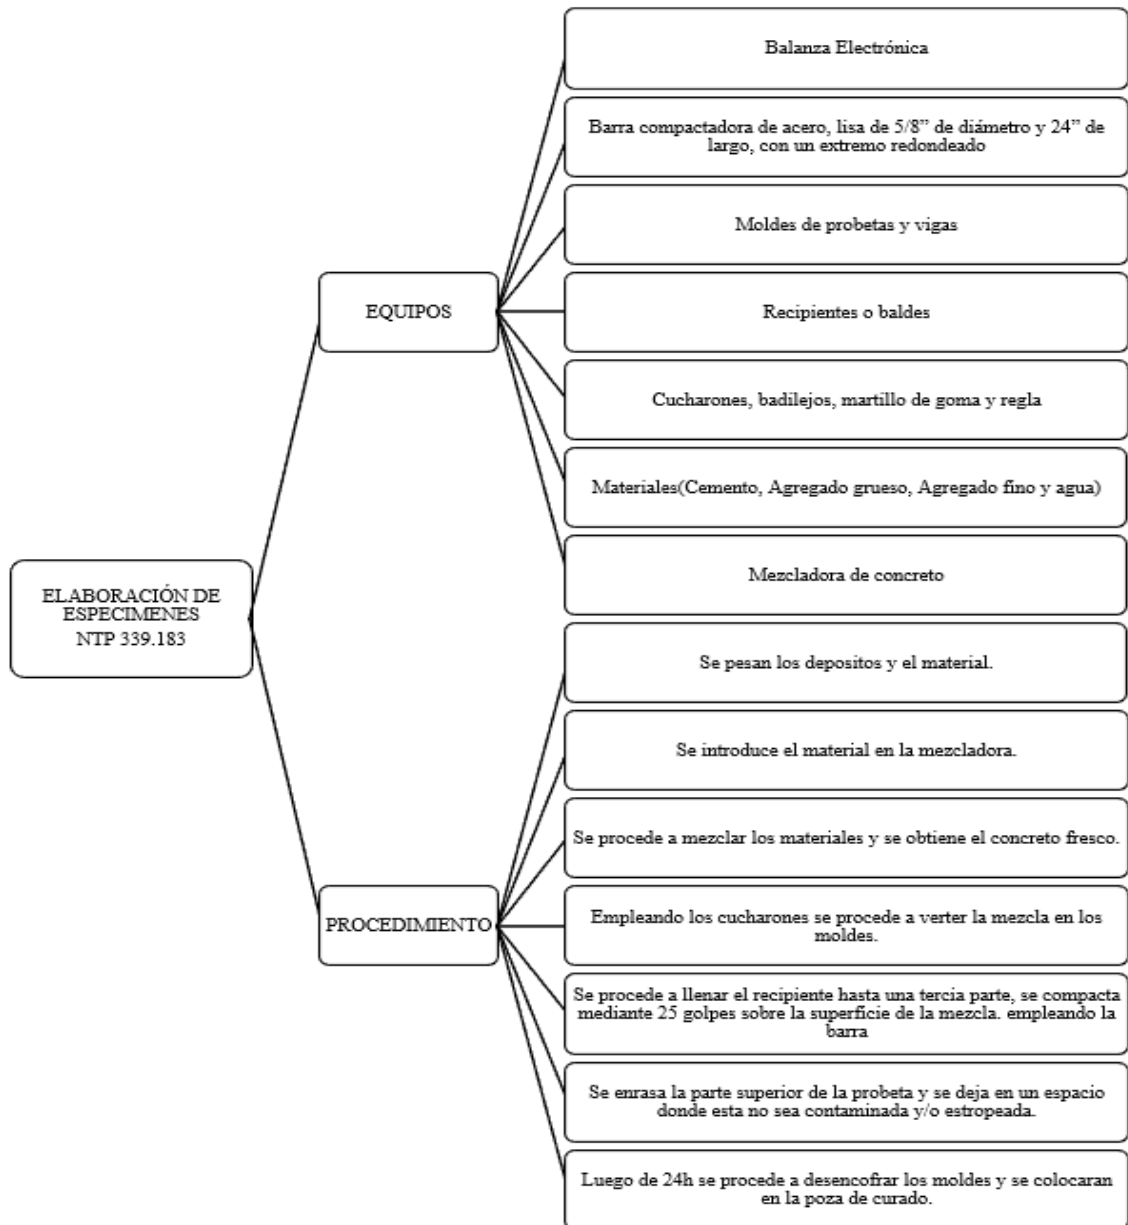 ELABORACIÓN DE
ESPECIMENES
NTP 339.183
EQUIPOS
Balanza Electrónica
Barra compactadora de acero, lisa de 5/8” de diámetro y 24” de
largo, con un extremo redondeado
Moldes de probetas y vigas
Recipientes o baldes
Cucharones, badilejos, martillo de goma y regla
Materiales(Cemento, Agregado grueso, Agregado fino y agua)
Mezcladora de concreto
PROCEDIMIENTO
Se pesan los depositos y el material.
Se introduce el material en la mezcladora.
Se procede a mezclar los materiales y se obtiene el concreto fresco.
Empleando los cucharones se procede a verter la mezcla en los
moldes.
Se procede a llenar el recipiente hasta una tercia parte, se compacta
mediante 25 golpes sobre la superficie de la mezcla. empleando la
barra
Se enrasa la parte superior de la probeta y se deja en un espacio
donde esta no sea contaminada y/o estropeada.
Luego de 24h se procede a desencofrar los moldes y se colocaran
en la poza de curado.